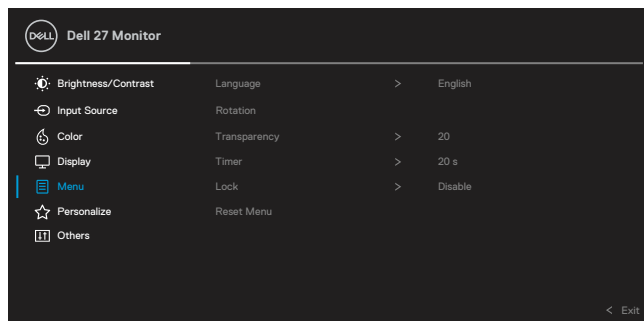 DELL Dell 27 Monitor
Brightness/Contrast Language > English
Input Source Rotation
Color Transparency > 20
Display Timer > 20 s
Menu Lock > Disable
Personalize Reset Menu
Others
< Exit